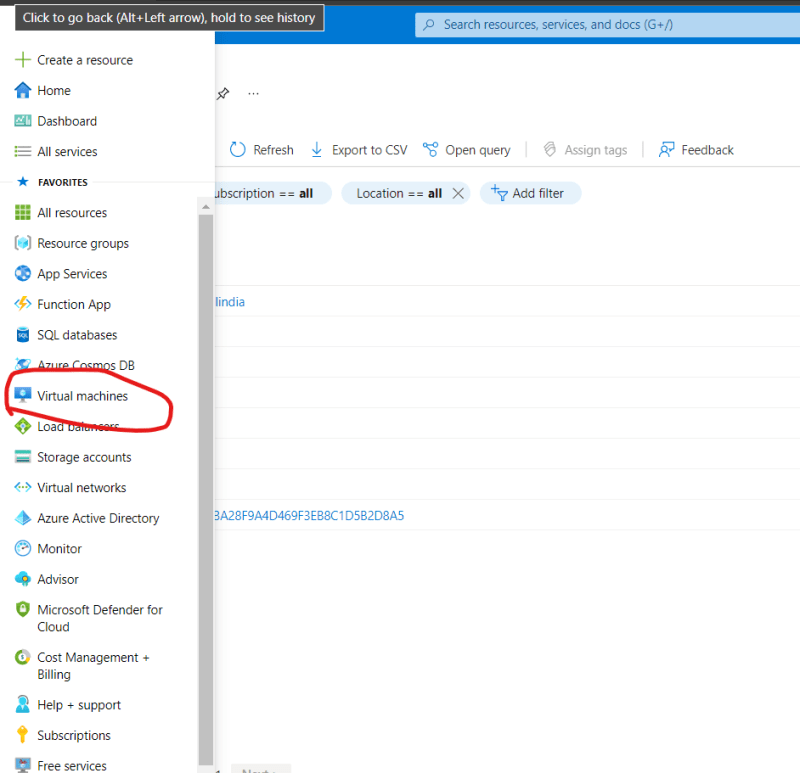 Click to go back (Alt+Left arrow), hold to see history
Search resources, services, and docs (G+/)
Create a resource
Home
...
Dashboard
All services
Refresh
Export to CSV
Open query
Assign tags
Feedback
FAVORITES
ubscription == all
Location == all
Add filter
All resources
Resource groups
App Services
Function App
lindia
SQL databases
SQL
Azure Cosmos DB
Virtual machines
Load balancers
Storage accounts
Virtual networks
Azure Active Directory
BA28F9A4D469F3EB8C1D5B2D8A5
Monitor
Advisor
Microsoft Defender for
Cloud
Cost Management +
Billing
Help + support
Subscriptions
Free services